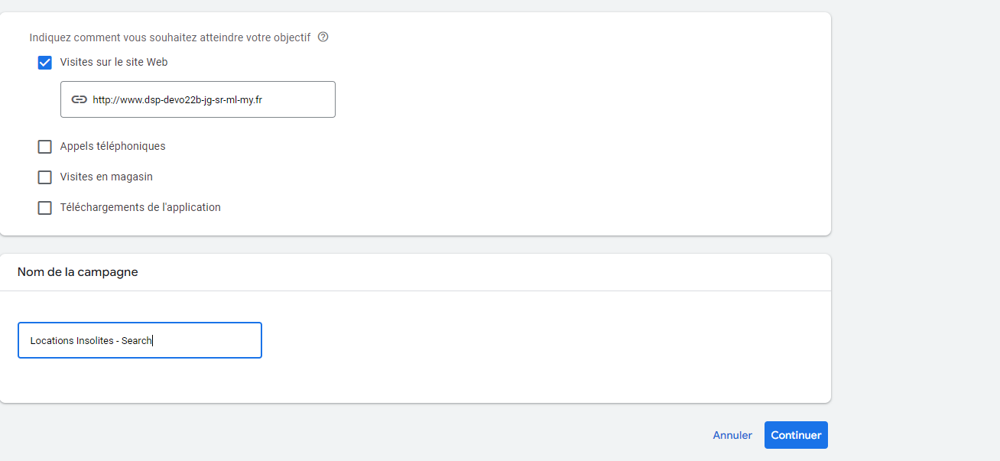 Indiquez comment vous souhaitez atteindre votre objectif ?
Visites sur le site Web
http://www.dsp-devo22b-jg-sr-ml-my.fr
Appels téléphoniques
Visites en magasin
Téléchargements de l'application
Nom de la campagne
Locations Insolites - Search
Annuler Continuer